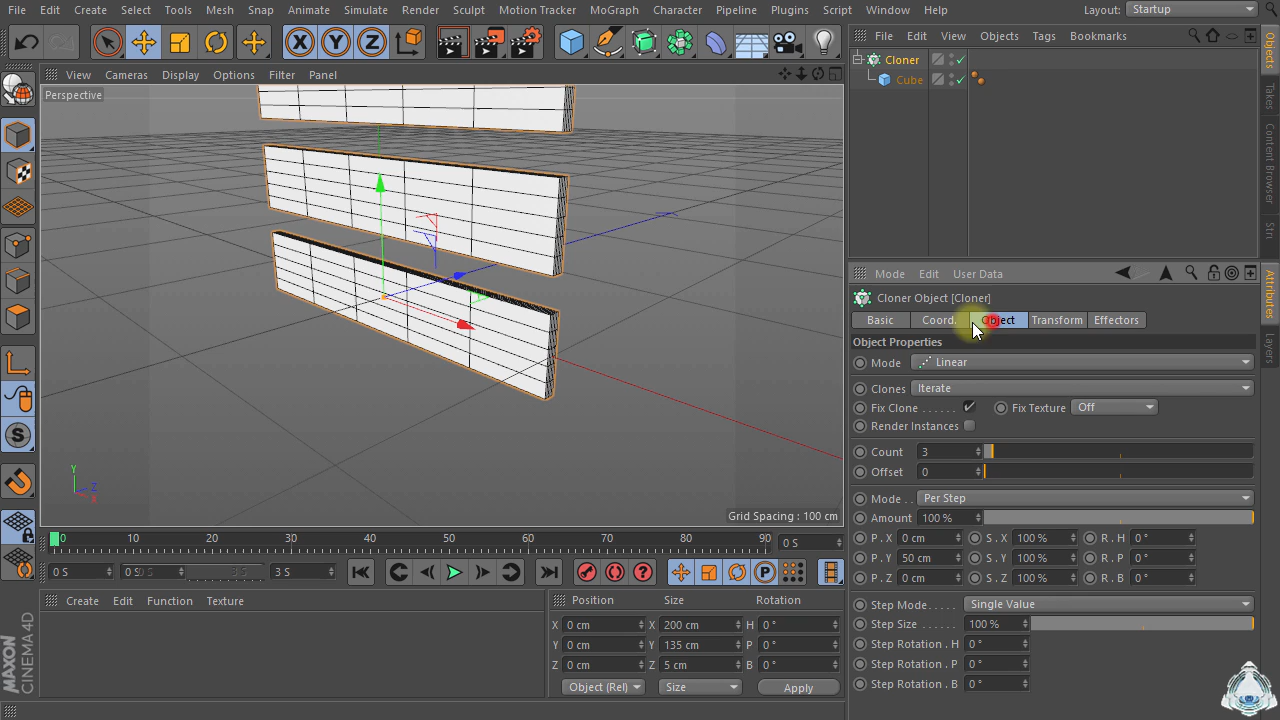 File Edit Create Select Tools Mesh Snap Animate Simulate Render Sculpt Motion Tracker MoGraph Character Pipeline Plugins Script Window Help Layout: Startup
File Edit View Objects Tags Bookmarks
View Cameras Display Options Filter Panel
Perspective
Cloner
Cube
Objects
Takes
Content Browser
Str
Mode Edit User Data
Attributes
Layers
Cloner Object [Cloner]
Basic Coord. Object Transform Effectors
Object Properties
Mode Linear
Clones Iterate
Fix Clone . . . . . . Fix Texture Off
Render Instances
Count 3
Offset 0
Mode . . Per Step
Amount 100 %
P . X 0 cm S . X 100 % R . H 0 °
P . Y 50 cm S . Y 100 % R . P 0 °
P . Z 0 cm S . Z 100 % R . B 0 °
Step Mode . . . . . Single Value
Step Size . . . . . . 100 %
Step Rotation . H 0 °
Step Rotation . P 0 °
Step Rotation . B 0 °
Y
Z
X
Grid Spacing : 100 cm
0 10 20 30 40 50 60 70 80 90 0 S
0 S 0 S 3 S 3 S
Create Edit Function Texture
Position Size Rotation
X 0 cm X 200 cm H 0 °
Y 0 cm Y 135 cm P 0 °
Z 0 cm Z 5 cm B 0 °
Object (Rel) Size Apply
MAXON
CINEMA 4D